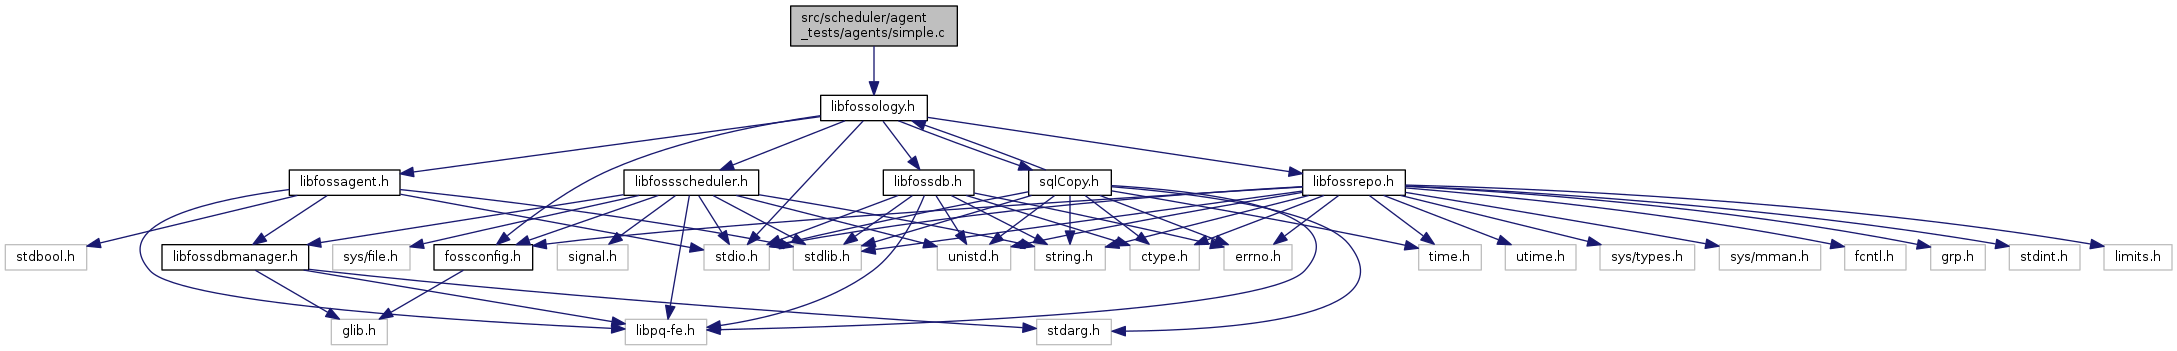 src/scheduler/agent
_tests/agents/simple.c
libfossology.h
libfossagent.h
libfossscheduler.h
libfossdb.h
sqlCopy.h
libfossrepo.h
stdbool.h
libfossdbmanager.h
sys/file.h
fossconfig.h
signal.h
stdio.h
stdlib.h
unistd.h
string.h
ctype.h
errno.h
time.h
utime.h
sys/types.h
sys/mman.h
fcntl.h
grp.h
stdint.h
limits.h
glib.h
libpq-fe.h
stdarg.h